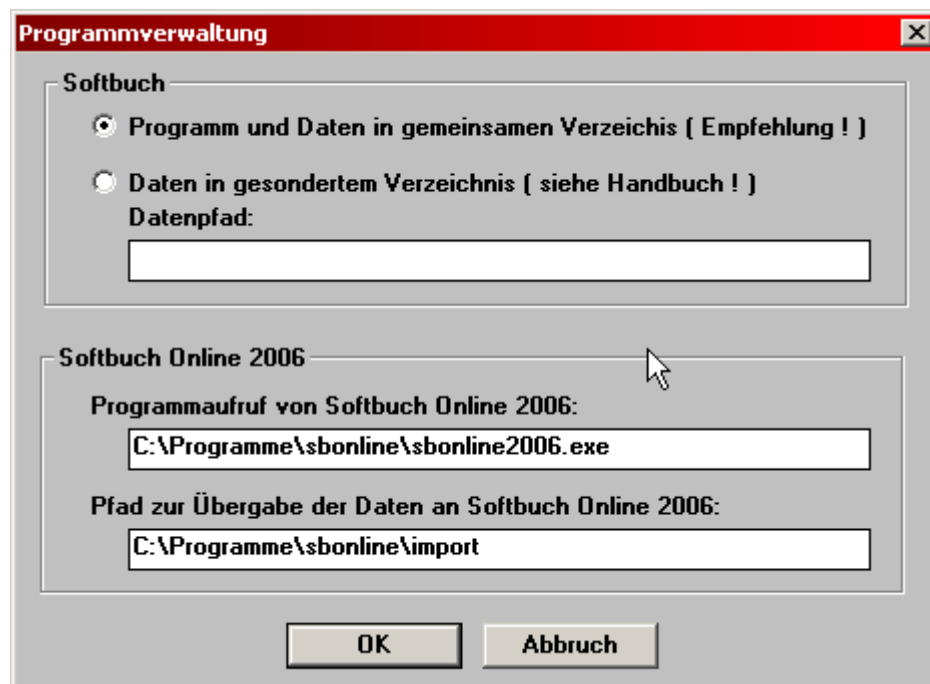 Programmverwaltung
Softbuch
Programm und Daten in gemeinsamen Verzeichis ( Empfehlung ! )
Daten in gesondertem Verzeichnis ( siehe Handbuch ! )
Datenpfad:
Softbuch Online 2006
Programmaufruf von Softbuch Online 2006:
C:\Programme\sbonline\sbonline2006.exe
Pfad zur Übergabe der Daten an Softbuch Online 2006:
C:\Programme\sbonline\import
OK Abbruch